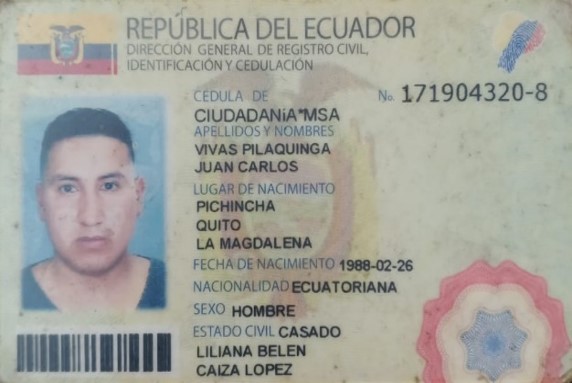 REPÚBLICA DEL ECUADOR
DIRECCIÓN GENERAL DE REGISTRO CIVIL,
IDENTIFICACIÓN Y CEDULACIÓN
CÉDULA DE No. 171904320-8
CIUDADANíA*MSA
APELLIDOS Y NOMBRES
VIVAS PILAQUINGA
JUAN CARLOS
LUGAR DE NACIMIENTO
PICHINCHA
QUITO
LA MAGDALENA
FECHA DE NACIMIENTO 1988-02-26
NACIONALIDAD ECUATORIANA
SEXO HOMBRE
ESTADO CIVIL CASADO
LILIANA BELEN
CAIZA LOPEZ